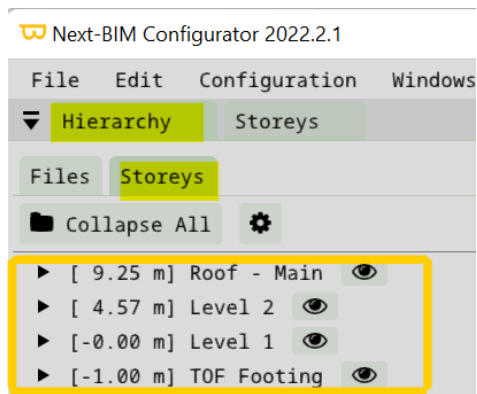 Next-BIM Configurator 2022.2.1
File Edit Configuration Windows
Hierarchy Storeys
Files Storeys
Collapse All
[ 9.25 m] Roof - Main
[ 4.57 m] Level 2
[-0.00 m] Level 1
[-1.00 m] TOF Footing